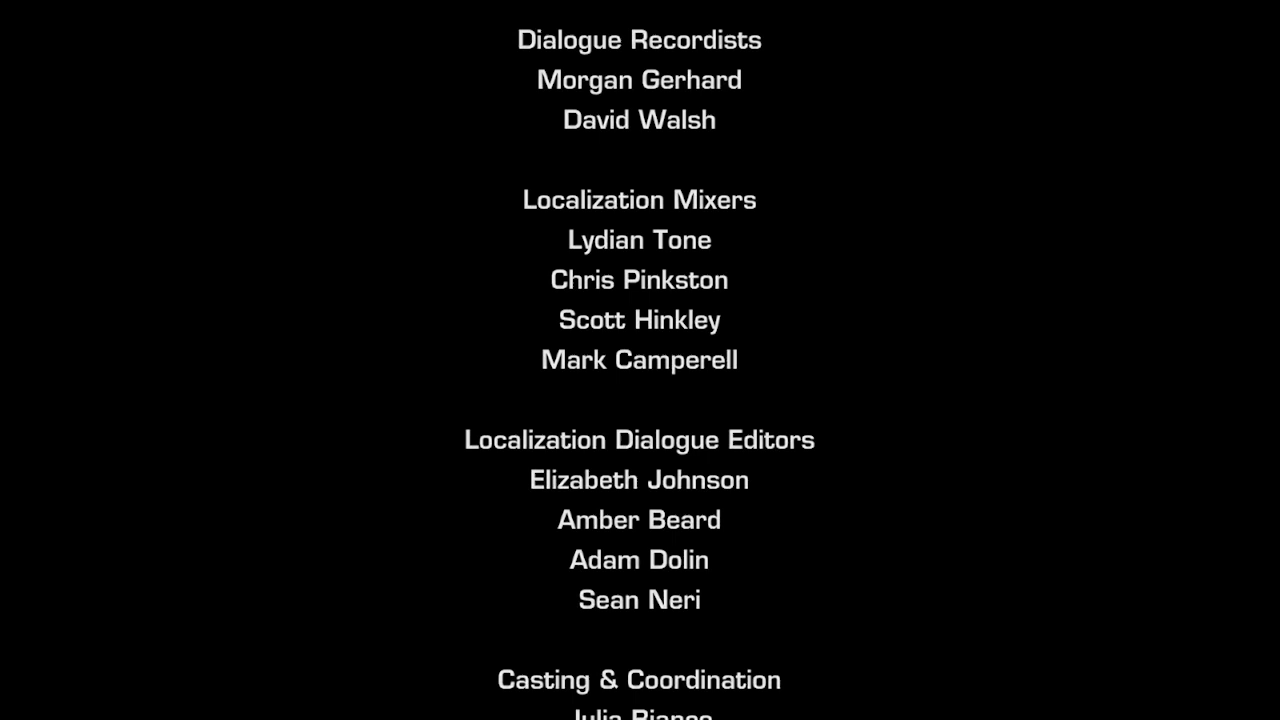 Dialogue Recordists
Morgan Gerhard
David Walsh
Localization Mixers
Lydian Tone
Chris Pinkston
Scott Hinkley
Mark Camperell
Localization Dialogue Editors
Elizabeth Johnson
Amber Beard
Adam Dolin
Sean Neri
Casting & Coordination